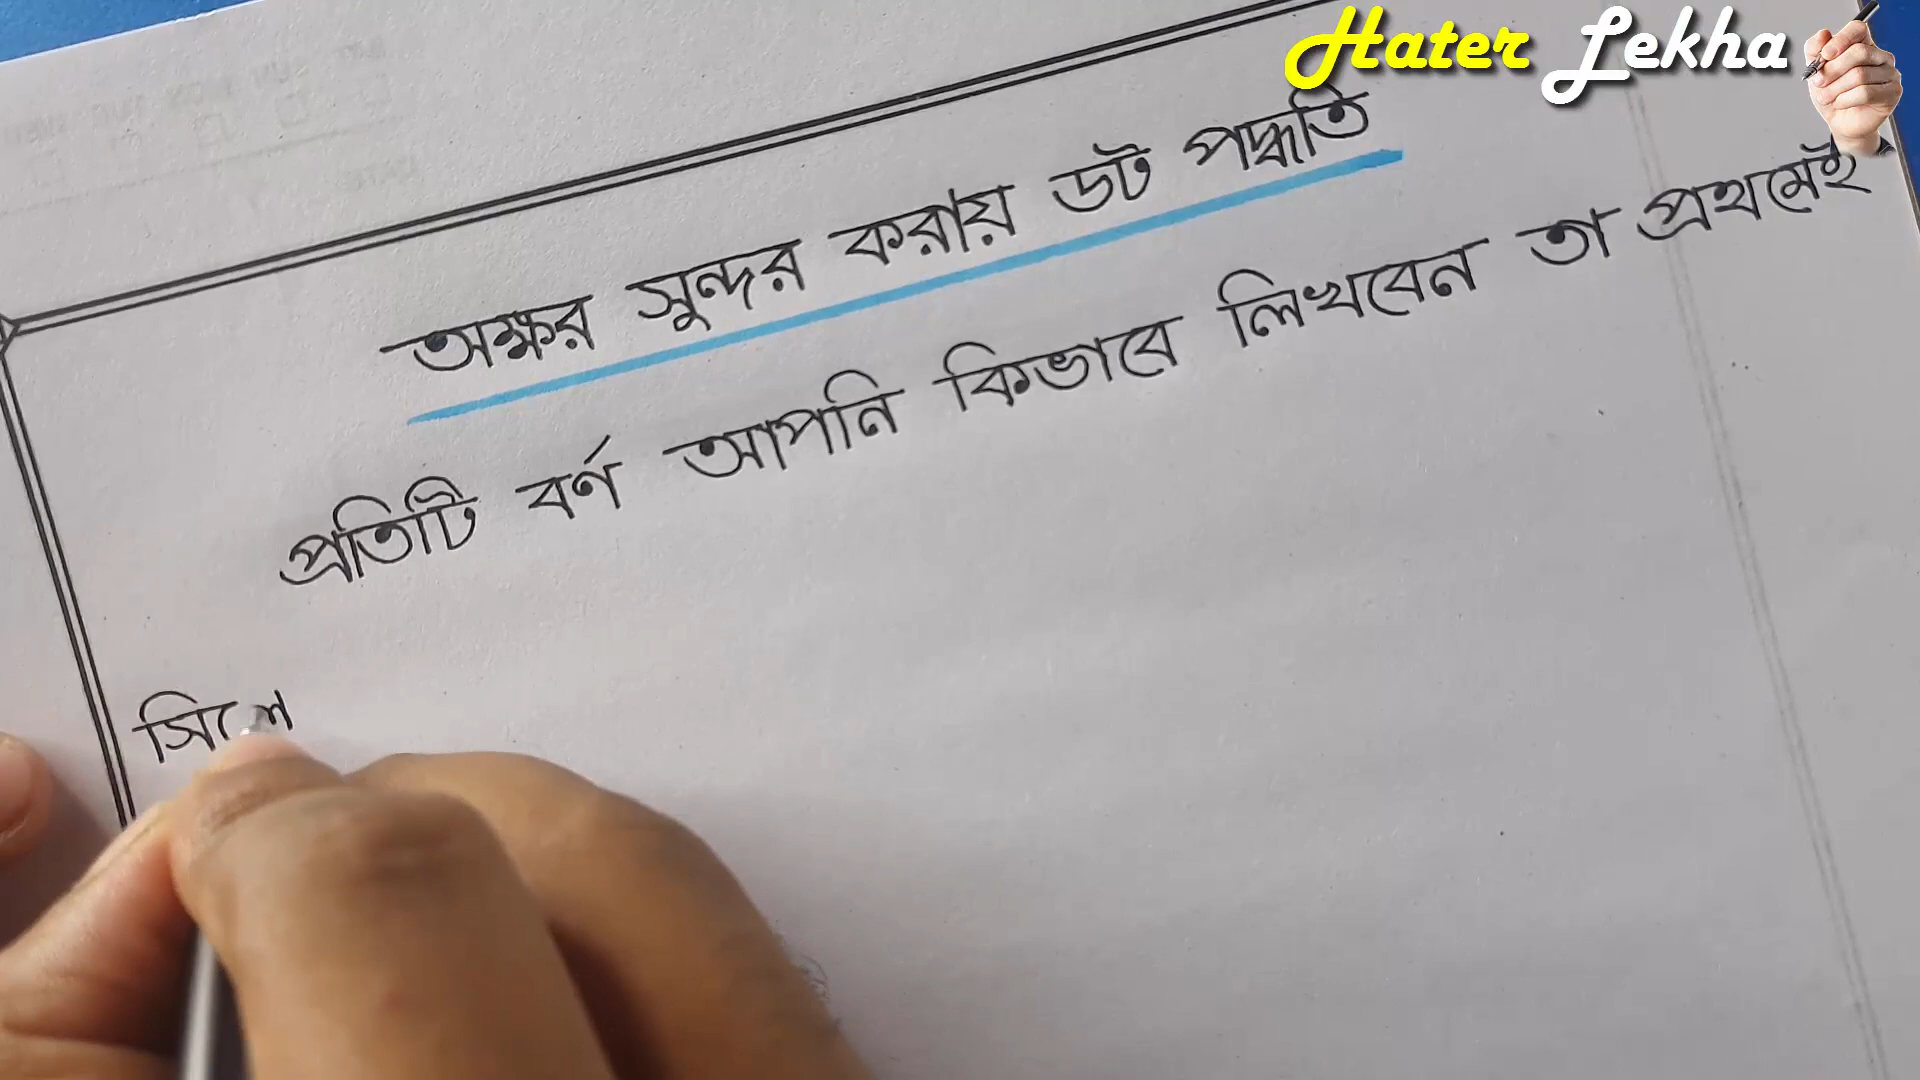 Hater Lekha
অক্ষর সুন্দর করায় ডট পদ্ধতি
প্রতিটি বর্ণ আপনি কিভাবে লিখবেন তা প্রথমেই